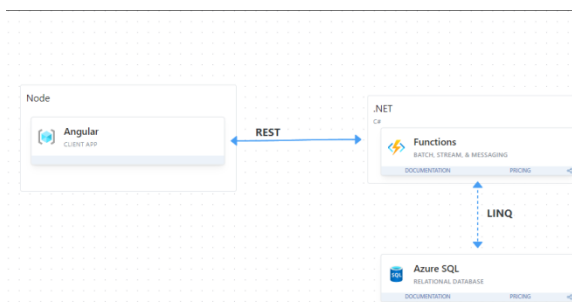 Node
Angular
CLIENT APP
REST
.NET
C#
Functions
BATCH, STREAM, & MESSAGING
DOCUMENTATION PRICING
LINQ
SQL
Azure SQL
RELATIONAL DATABASE
DOCUMENTATION PRICING